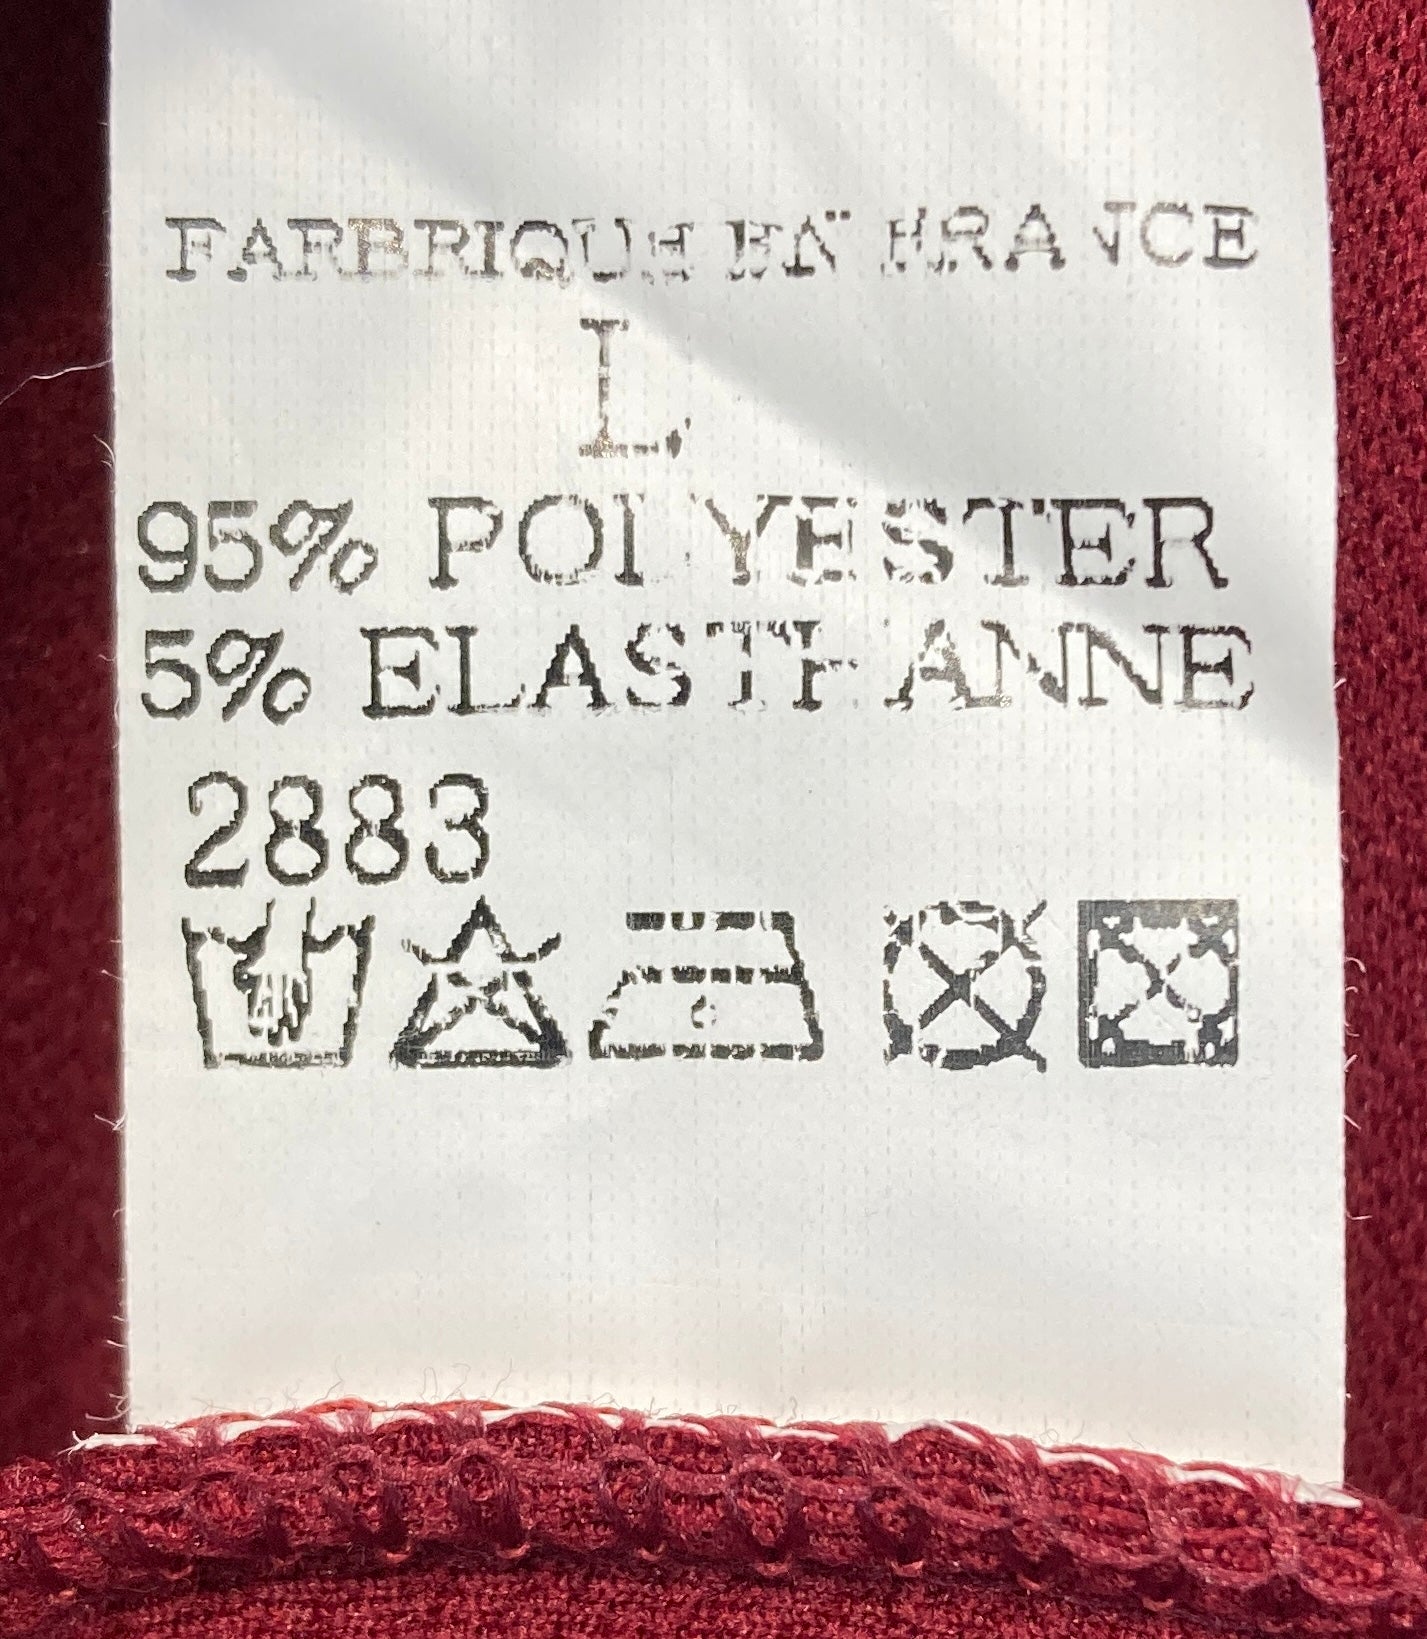 FARBRIQUE EN FRANCE
L
95% POLYESTER
5% ELASTHANNE
2883